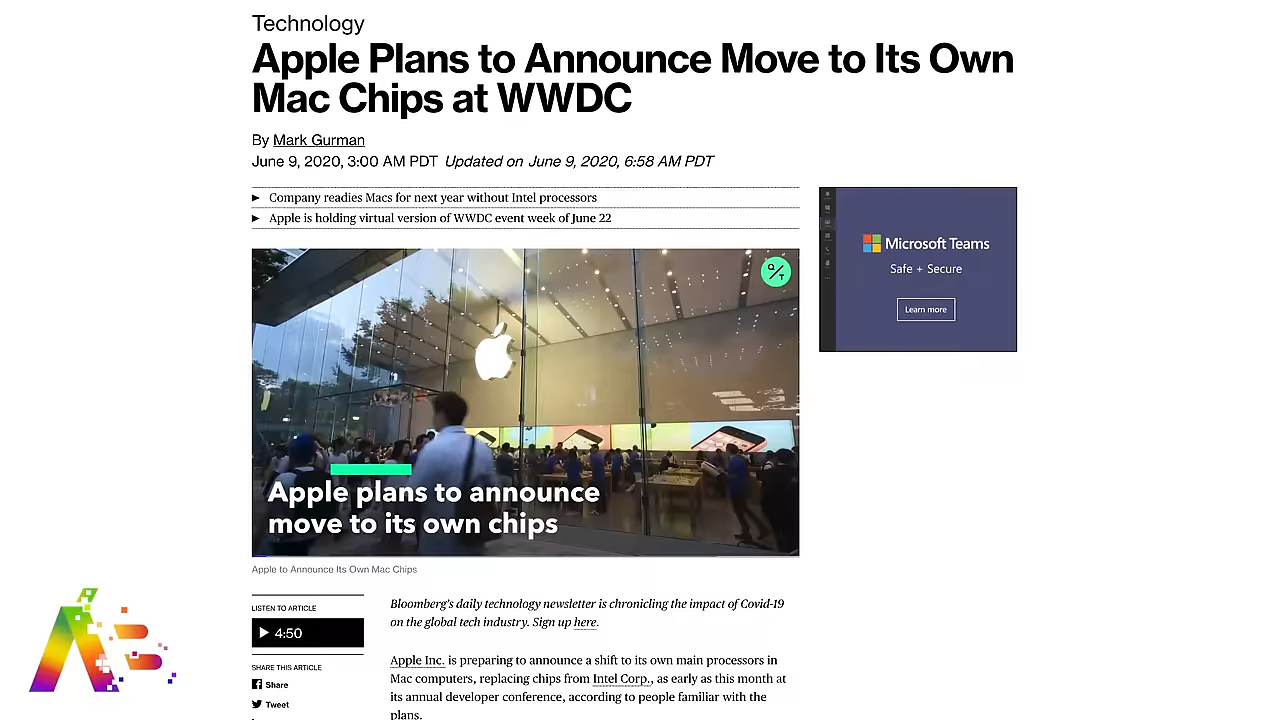 Technology
Apple Plans to Announce Move to Its Own
Mac Chips at WWDC
By Mark Gurman
June 9, 2020, 3:00 AM PDT Updated on June 9, 2020, 6:58 AM PDT
► Company readies Macs for next year without Intel processors
► Apple is holding virtual version of WWDC event week of June 22
Microsoft Teams
Safe + Secure
Learn more
Apple plans to announce
move to its own chips
Apple to Announce Its Own Mac Chips
LISTEN TO ARTICLE
4:50
SHARE THIS ARTICLE
Share
Tweet
Bloomberg's daily technology newsletter is chronicling the impact of Covid-19
on the global tech industry. Sign up here.
Apple Inc. is preparing to announce a shift to its own main processors in
Mac computers, replacing chips from Intel Corp., as early as this month at
its annual developer conference, according to people familiar with the
plans.